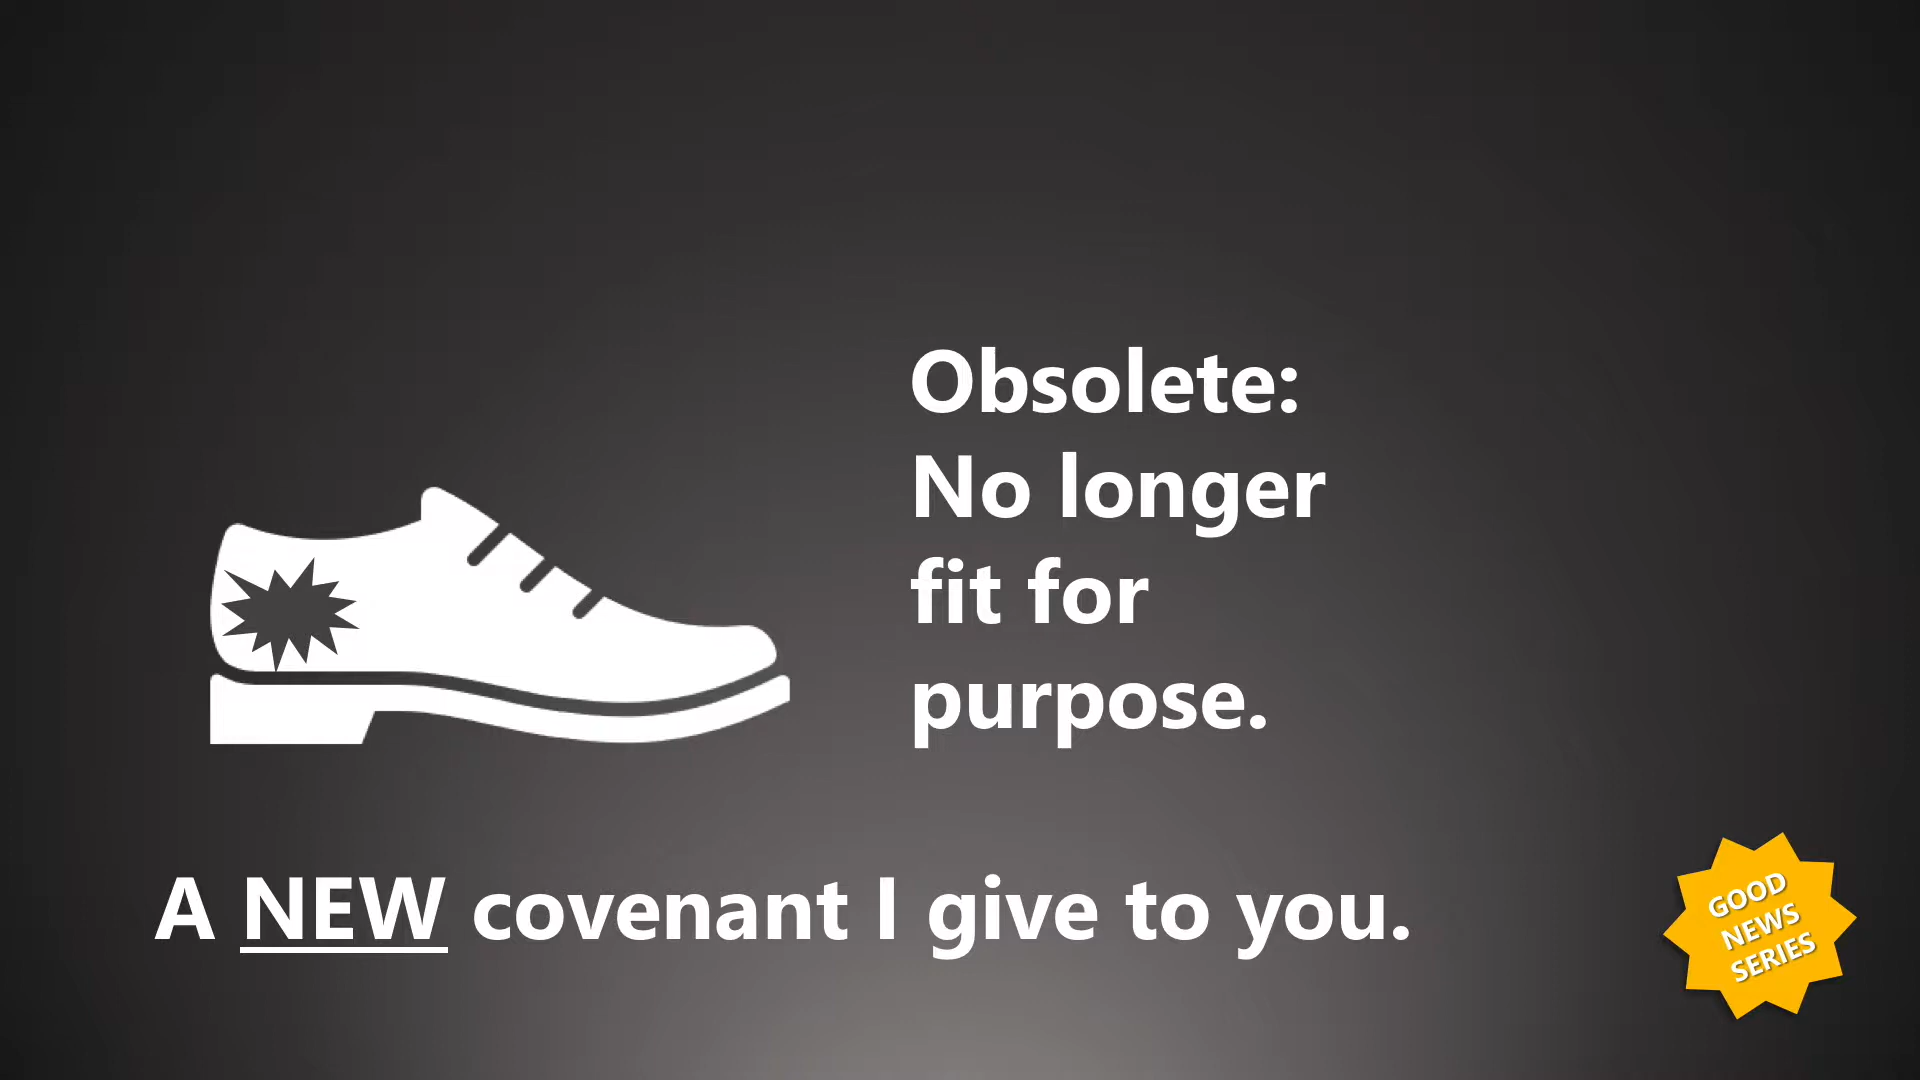 Obsolete:
No longer
fit for
purpose.
A NEW covenant I give to you.
GOOD
NEWS
SERIES